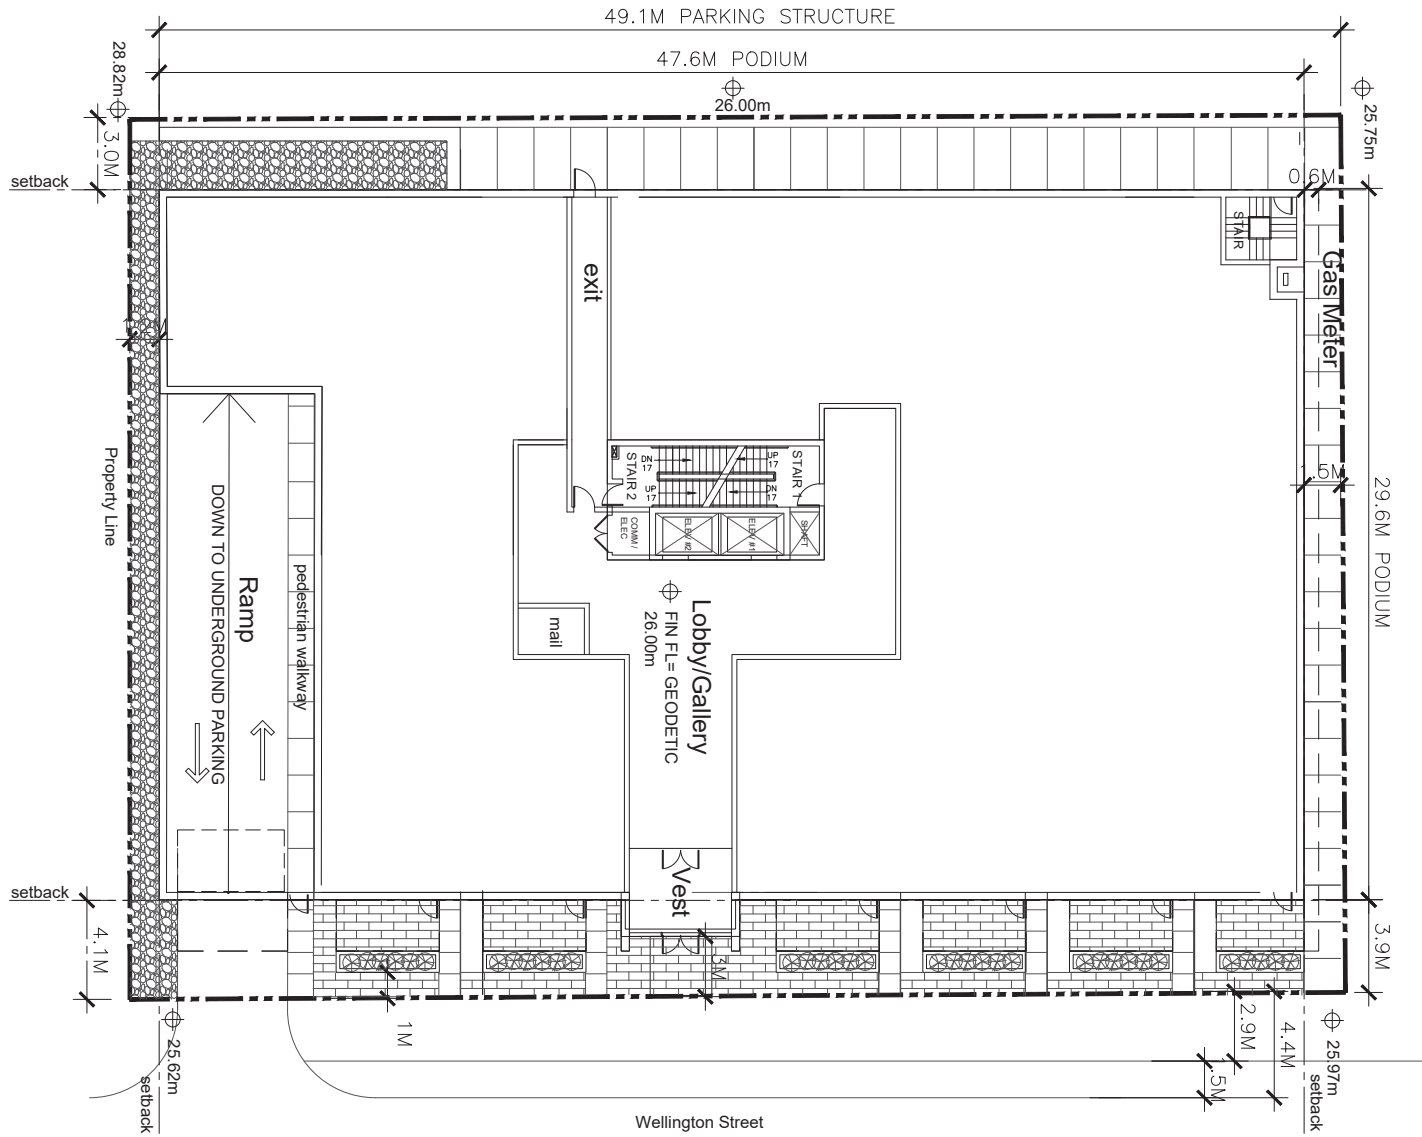 49.1M PARKING STRUCTURE
47.6M PODIUM
28.82m
26.00m
25.75m
3.0M
setback
0.6M
STAIR
Gas Meter
exit
Property Line
1.5M
29.6M PODIUM
STAIR 2
DN
17
UP
17
UP
17
DN
17
STAIR 1
COMM/
ELEC
ELEV #2
ELEV #1
SHAFT
DOWN TO UNDERGROUND PARKING
Ramp
pedestrian walkway
mail
Lobby/Gallery
FIN FL= GEODETIC
26.00m
Vest
setback
4.1M
3M
3.9M
1M
2.9M
4.4M
25.62m
setback
.5M
25.97m
setback
Wellington Street